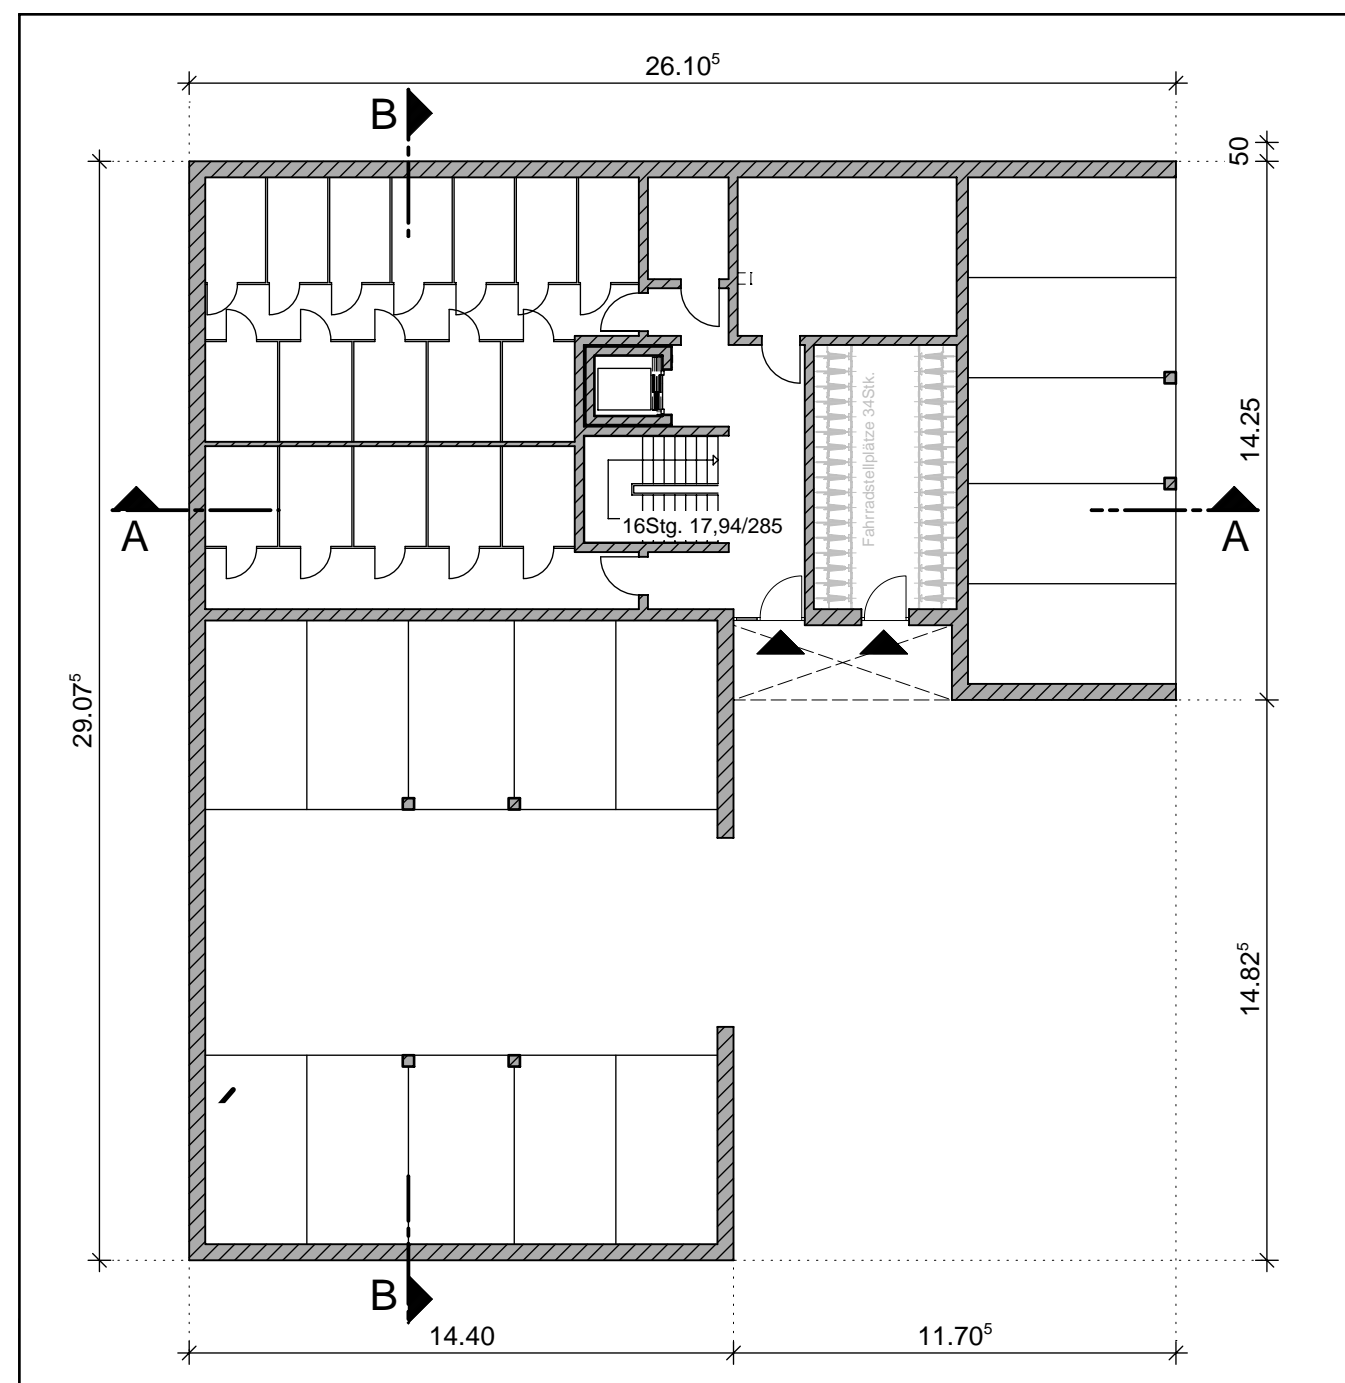 26.10⁵
B
50
14.25
Fahrradstellplätze 34Stk.
A
16Stg. 17,94/285
A
29.07⁵
14.82⁵
B
14.40
11.70⁵